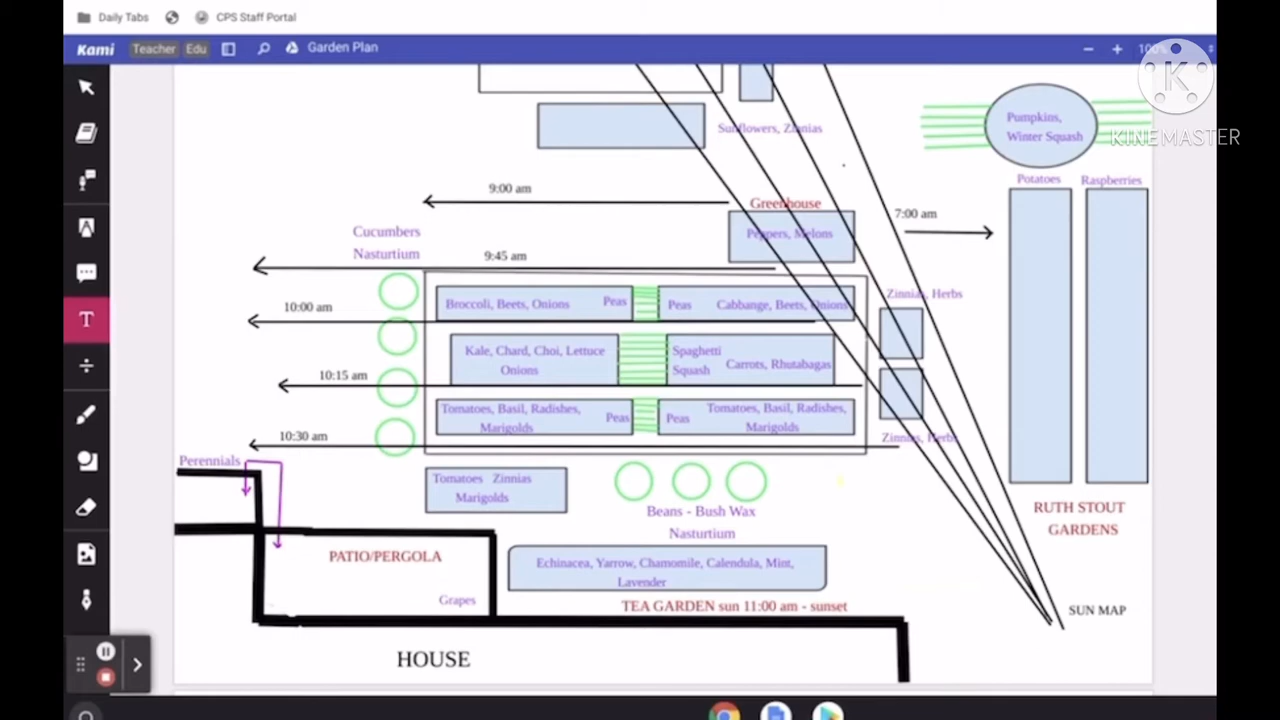 Daily Tabs
CPS Staff Portal
Kami
Teacher
Edu
Garden Plan
100%
K
KINEMASTER
Sunflowers, Zinnias
Pumpkins,
Winter Squash
Potatoes
Raspberries
9:00 am
Greenhouse
Peppers, Melons
7:00 am
Cucumbers
Nasturtium
9:45 am
Broccoli, Beets, Onions
Peas
Peas
Cabbange, Beets, Onions
Zinnias, Herbs
10:00 am
Kale, Chard, Choi, Lettuce
Onions
Spaghetti
Squash
Carrots, Rhutabagas
10:15 am
Tomatoes, Basil, Radishes,
Marigolds
Peas
Peas
Tomatoes, Basil, Radishes,
Marigolds
10:30 am
Zinnais, Herbs
Perennials
Tomatoes Zinnias
Marigolds
Beans - Bush Wax
Nasturtium
RUTH STOUT
GARDENS
PATIO/PERGOLA
Echinacea, Yarrow, Chamomile, Calendula, Mint,
Lavender
Grapes
TEA GARDEN sun 11:00 am - sunset
SUN MAP
HOUSE
T